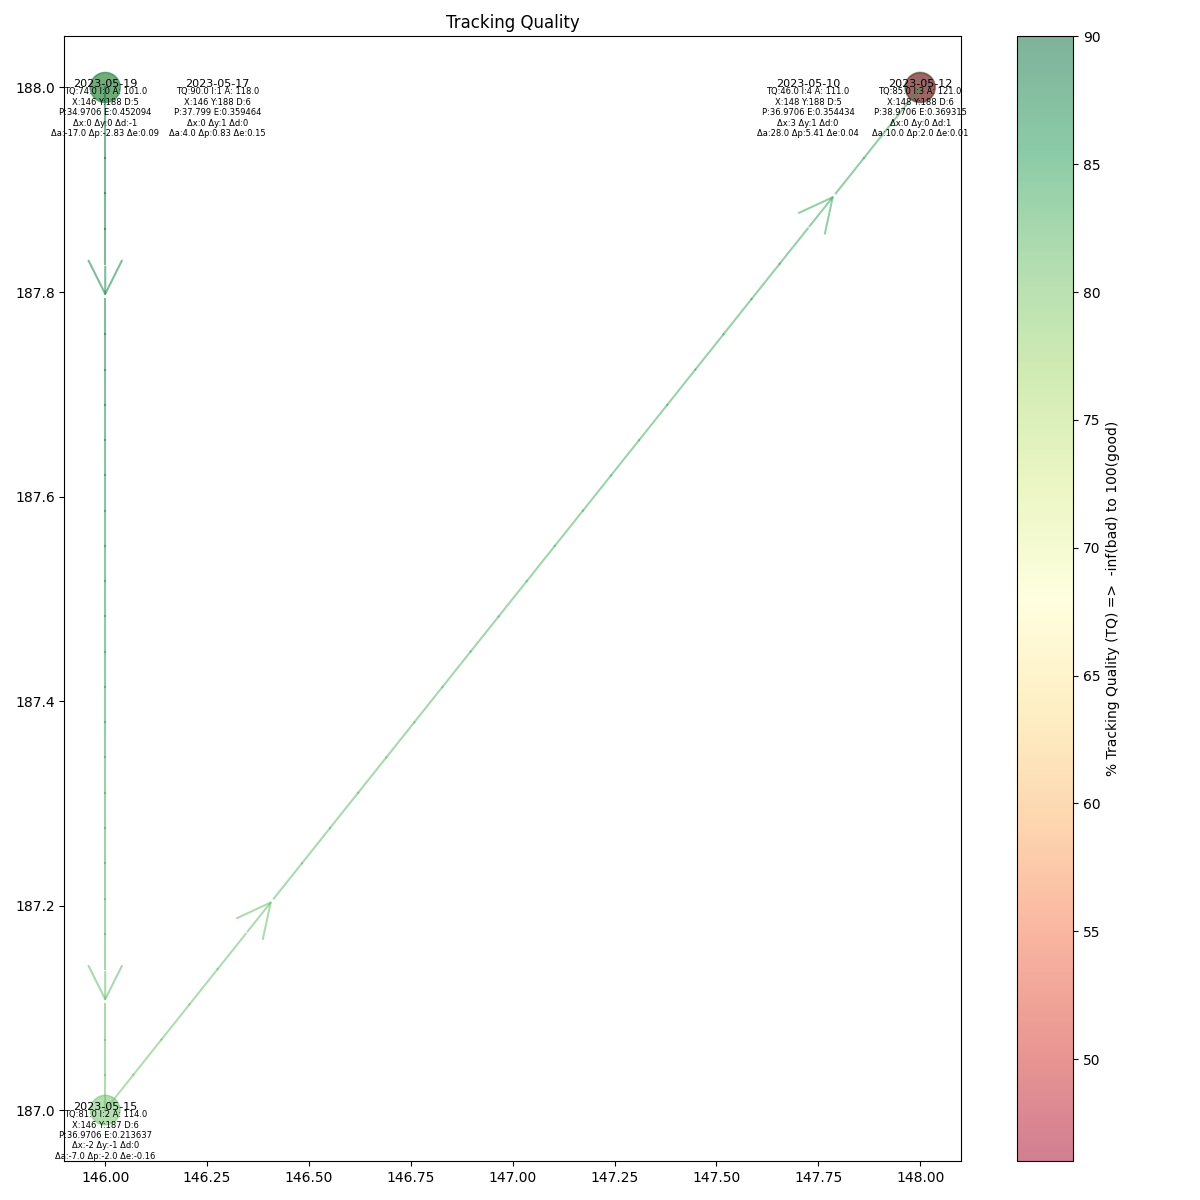 Tracking Quality
2023-05-19
TQ:74.0 I:0 A: 101.0
X:146 Y:188 D:5
P:34.9706 E:0.452094
Δx:0 Δy:0 Δd:-1
Δa:-17.0 Δp:-2.83 Δe:0.09
2023-05-17
TQ:90.0 I:1 A: 118.0
X:146 Y:188 D:6
P:37.799 E:0.359464
Δx:0 Δy:1 Δd:0
Δa:4.0 Δp:0.83 Δe:0.15
2023-05-10
TQ:46.0 I:4 A: 111.0
X:148 Y:188 D:5
P:36.9706 E:0.354434
Δx:3 Δy:1 Δd:0
Δa:28.0 Δp:5.41 Δe:0.04
2023-05-12
TQ:85.0 I:3 A: 121.0
X:148 Y:188 D:6
P:38.9706 E:0.369315
Δx:0 Δy:0 Δd:1
Δa:10.0 Δp:2.0 Δe:0.01
2023-05-15
TQ:81.0 I:2 A: 114.0
X:146 Y:187 D:6
P:36.9706 E:0.213637
Δx:-2 Δy:-1 Δd:0
Δa:-7.0 Δp:-2.0 Δe:-0.16
188.0
187.8
187.6
187.4
187.2
187.0
146.00
146.25
146.50
146.75
147.00
147.25
147.50
147.75
148.00
90
85
80
75
70
65
60
55
50
% Tracking Quality (TQ) =>  -inf(bad) to 100(good)